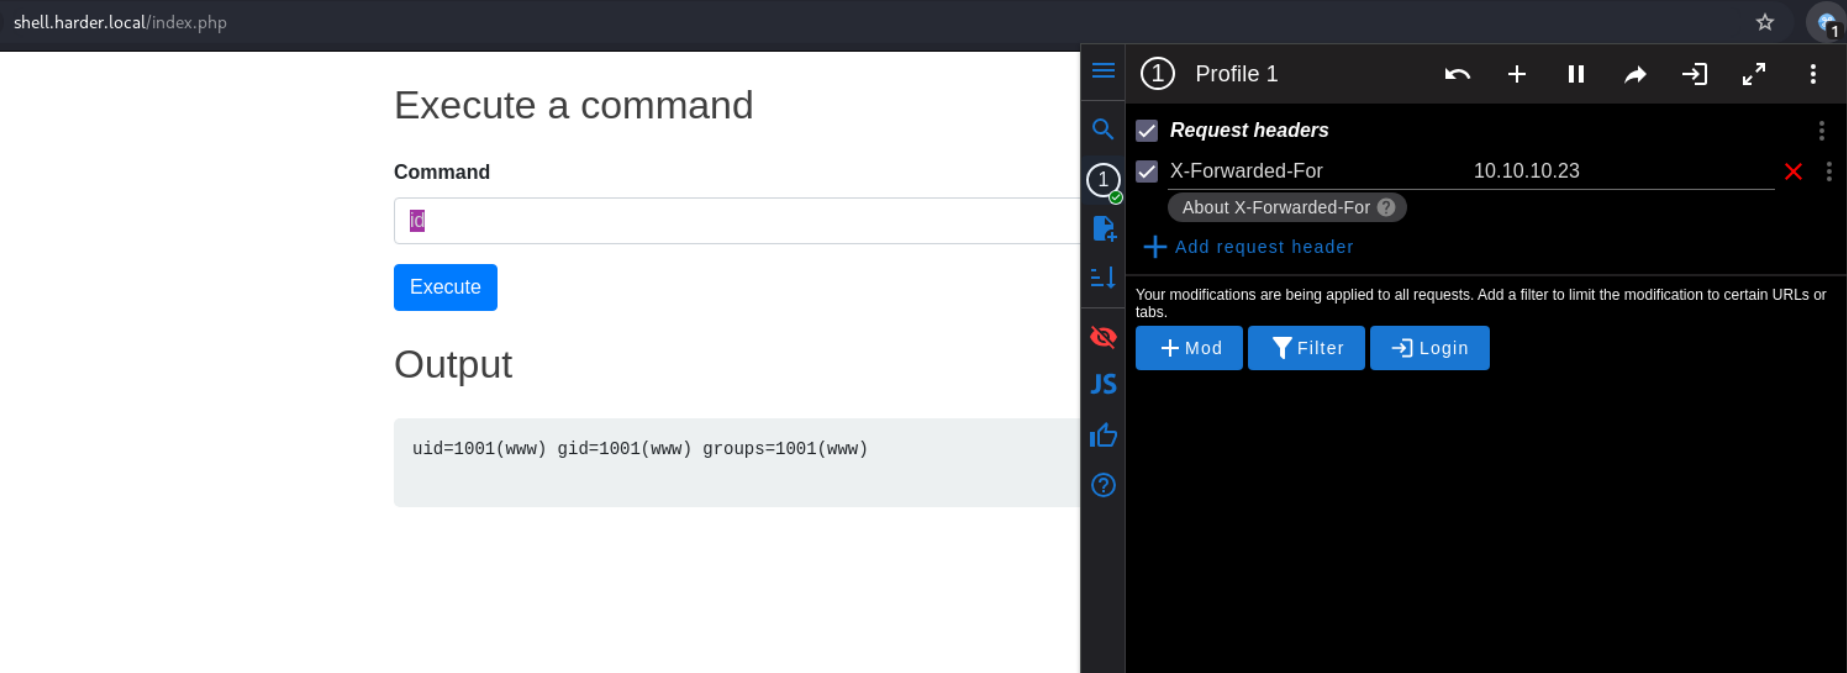 shell.harder.local/index.php
1
Execute a command
Command
id
Execute
Output
uid=1001(www) gid=1001(www) groups=1001(www)
1
JS
1 Profile 1
Request headers
X-Forwarded-For 10.10.10.23
About X-Forwarded-For ?
Add request header
Your modifications are being applied to all requests. Add a filter to limit the modification to certain URLs or
tabs.
Mod Filter Login